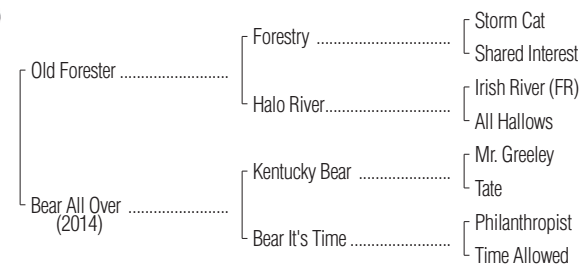 Storm Cat
Forestry ................................
Shared Interest
Old Forester ..........................
Irish River (FR)
Halo River..............................
All Hallows
Mr. Greeley
Kentucky Bear ......................
Tate
Bear All Over ........................
(2014)
Philanthropist
Bear It's Time ........................
Time Allowed